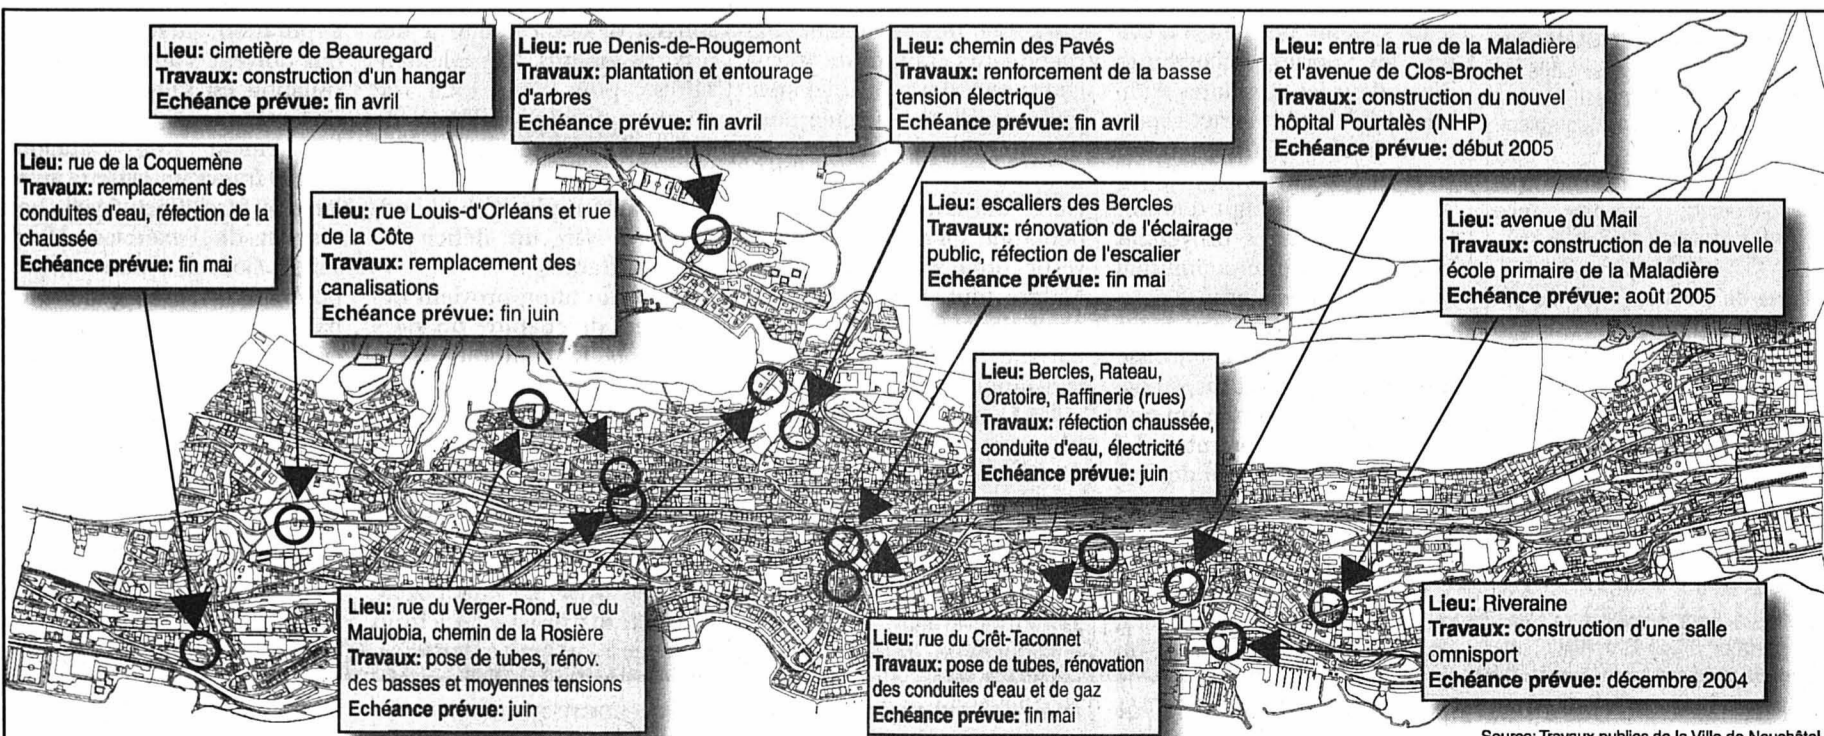 Lieu: cimetière de Beauregard
Travaux: construction d'un hangar
Echéance prévue: fin avril
Lieu: rue Denis-de-Rougemont
Travaux: plantation et entourage
d'arbres
Echéance prévue: fin avril
Lieu: chemin des Pavés
Travaux: renforcement de la basse
tension électrique
Echéance prévue: fin avril
Lieu: entre la rue de la Maladière
et l'avenue de Clos-Brochet
Travaux: construction du nouvel
hôpital Pourtalès (NHP)
Echéance prévue: début 2005
Lieu: rue de la Coquemène
Travaux: remplacement des
conduites d'eau, réfection de la
chaussée
Echéance prévue: fin mai
Lieu: rue Louis-d'Orléans et rue
de la Côte
Travaux: remplacement des
canalisations
Echéance prévue: fin juin
Lieu: escaliers des Bercles
Travaux: rénovation de l'éclairage
public, réfection de l'escalier
Echéance prévue: fin mai
Lieu: avenue du Mail
Travaux: construction de la nouvelle
école primaire de la Maladière
Echéance prévue: août 2005
Lieu: Bercles, Rateau,
Oratoire, Raffinerie (rues)
Travaux: réfection chaussée,
conduite d'eau, électricité
Echéance prévue: juin
Lieu: rue du Verger-Rond, rue du
Maujobia, chemin de la Rosière
Travaux: pose de tubes, rénov.
des basses et moyennes tensions
Echéance prévue: juin
Lieu: rue du Crêt-Taconnet
Travaux: pose de tubes, rénovation
des conduites d'eau et de gaz
Echéance prévue: fin mai
Lieu: Riveraine
Travaux: construction d'une salle
omnisport
Echéance prévue: décembre 2004
Source: Travaux publics de la Ville de Neuchâtel